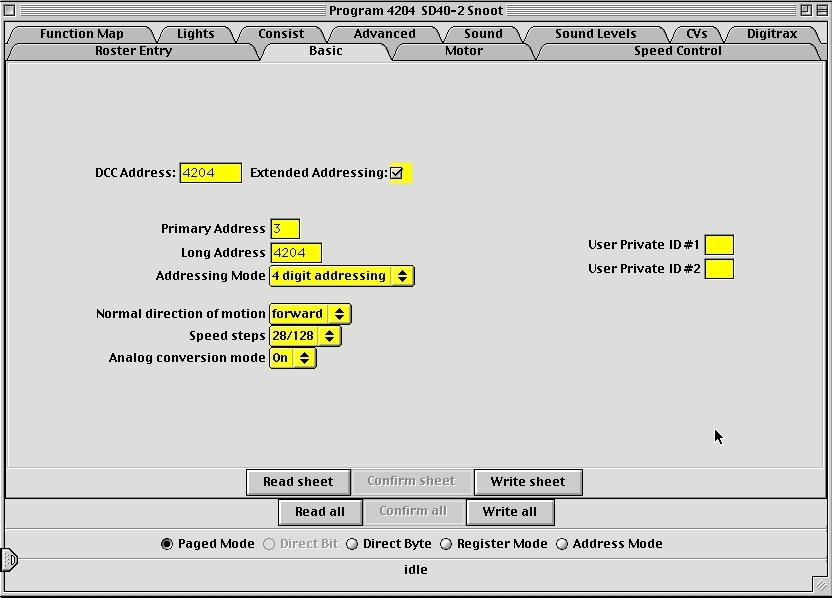 Program 4204 SD40-2 Snoot
Function Map Lights Consist Advanced Sound Sound Levels CVs Digitrax
Roster Entry Basic Motor Speed Control
DCC Address: 4204 Extended Addressing:
Primary Address 3
Long Address 4204
Addressing Mode 4 digit addressing
User Private ID #1
User Private ID #2
Normal direction of motion forward
Speed steps 28/128
Analog conversion mode On
Read sheet Confirm sheet Write sheet
Read all Confirm all Write all
Paged Mode Direct Bit Direct Byte Register Mode Address Mode
idle